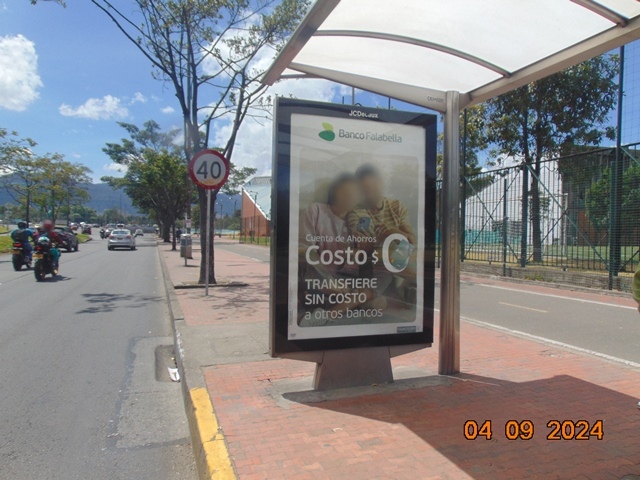 JCDecaux
Banco Falabella
40
Cuenta de Ahorros
Costo $0
TRANSFIERE
SIN COSTO
a otros bancos
04 09 2024